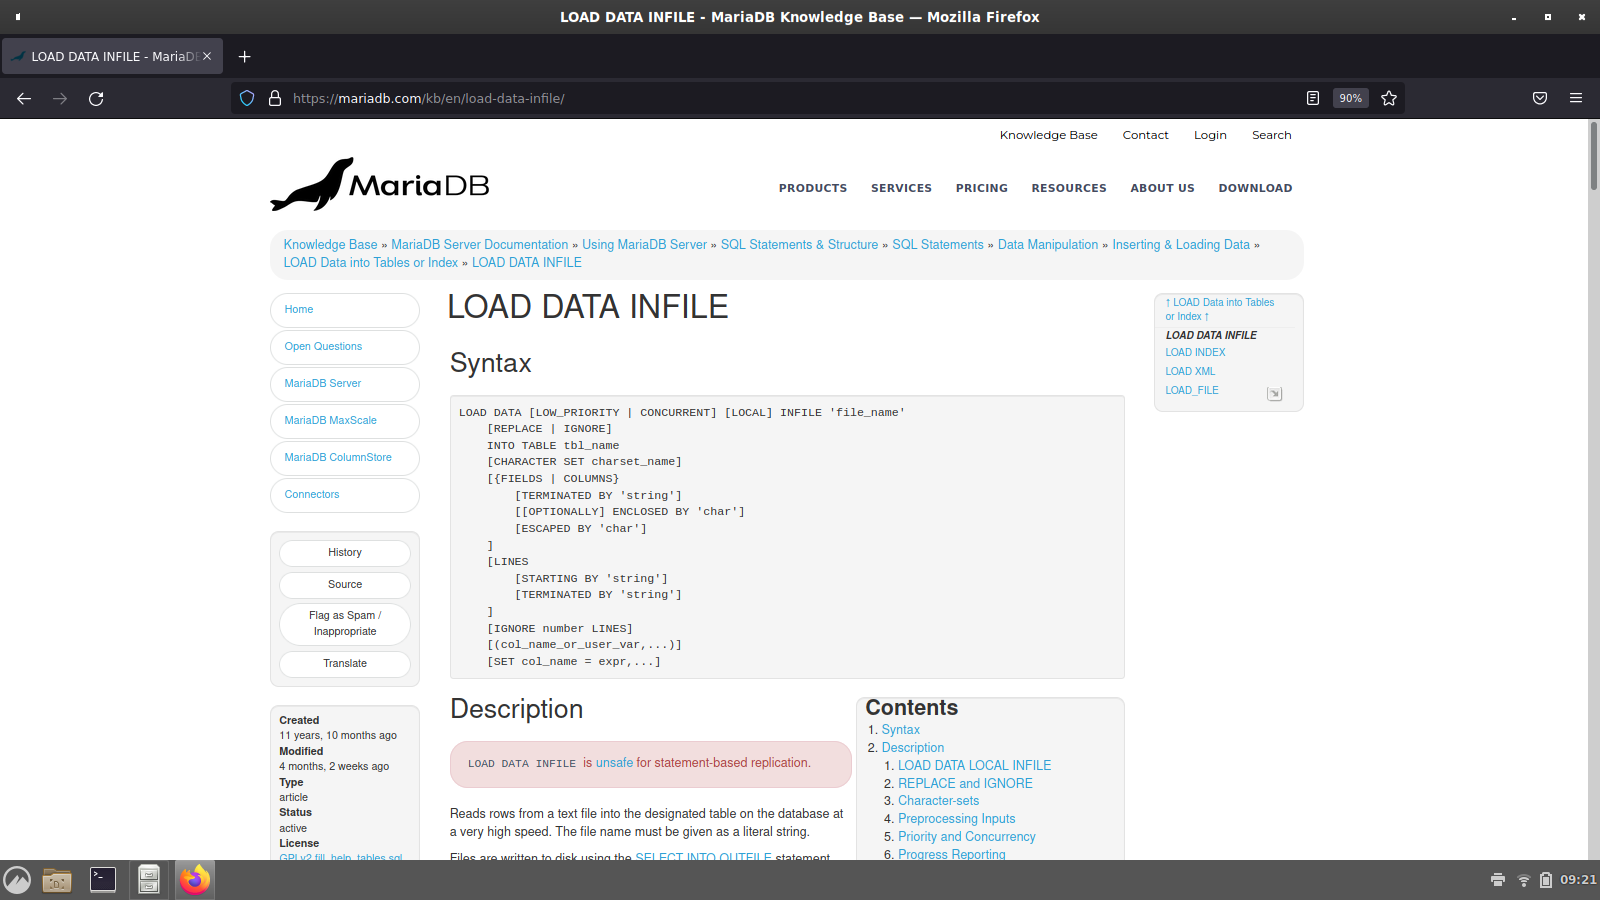 LOAD DATA INFILE - MariaDB Knowledge Base — Mozilla Firefox
LOAD DATA INFILE - MariaDB
https://mariadb.com/kb/en/load-data-infile/
90%
Knowledge Base Contact Login Search
MariaDB
PRODUCTS SERVICES PRICING RESOURCES ABOUT US DOWNLOAD
Knowledge Base » MariaDB Server Documentation » Using MariaDB Server » SQL Statements & Structure » SQL Statements » Data Manipulation » Inserting & Loading Data »
LOAD Data into Tables or Index » LOAD DATA INFILE
Home
Open Questions
MariaDB Server
MariaDB MaxScale
MariaDB ColumnStore
Connectors
History
Source
Flag as Spam /
Inappropriate
Translate
Created
11 years, 10 months ago
Modified
4 months, 2 weeks ago
Type
article
Status
active
License
GPLv2 fill_help_tables.sql
LOAD DATA INFILE
Syntax
LOAD DATA [LOW_PRIORITY | CONCURRENT] [LOCAL] INFILE 'file_name'
[REPLACE | IGNORE]
INTO TABLE tbl_name
[CHARACTER SET charset_name]
[{FIELDS | COLUMNS}
[TERMINATED BY 'string']
[[OPTIONALLY] ENCLOSED BY 'char']
[ESCAPED BY 'char']
]
[LINES
[STARTING BY 'string']
[TERMINATED BY 'string']
]
[IGNORE number LINES]
[(col_name_or_user_var,...)]
[SET col_name = expr,...]
Description
LOAD DATA INFILE is unsafe for statement-based replication.
Reads rows from a text file into the designated table on the database at
a very high speed. The file name must be given as a literal string.
Files are written to disk using the SELECT INTO OUTFILE statement
Contents
1. Syntax
2. Description
1. LOAD DATA LOCAL INFILE
2. REPLACE and IGNORE
3. Character-sets
4. Preprocessing Inputs
5. Priority and Concurrency
6. Progress Reporting
↑ LOAD Data into Tables
or Index ↑
LOAD DATA INFILE
LOAD INDEX
LOAD XML
LOAD_FILE
09:21